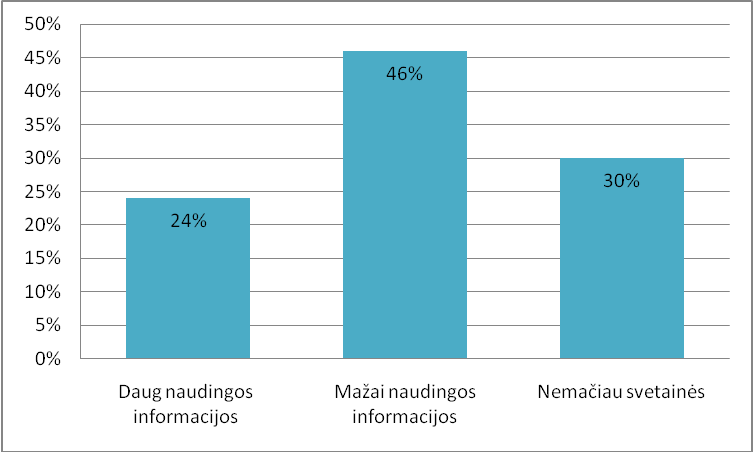 50%
45%
40%
35%
30%
25%
20%
15%
10%
5%
0%
24%
46%
30%
Daug naudingos
informacijos
Mažai naudingos
informacijos
Nemačiau svetainės